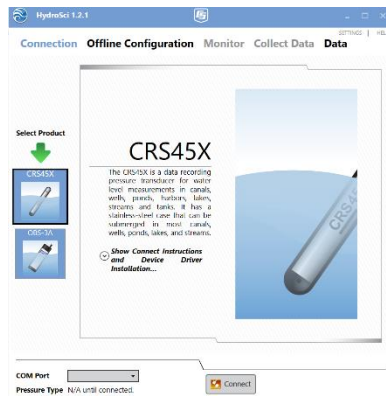 HydroSci 1.2.1
SETTINGS | HEL
Connection Offline Configuration Monitor Collect Data Data
Select Product
CRS45X
OBS-3A
CRS45X
The CRS45X is a data recording
pressure transducer for water
level measurements in canals,
wells, ponds, harbors, lakes,
streams and tanks. It has a
stainless-steel case that can be
submerged in most canals,
wells, ponds, lakes, and streams.
Show Connect Instructions
and Device Driver
Installation...
CRS45
COM Port
Pressure Type N/A until connected.
Connect